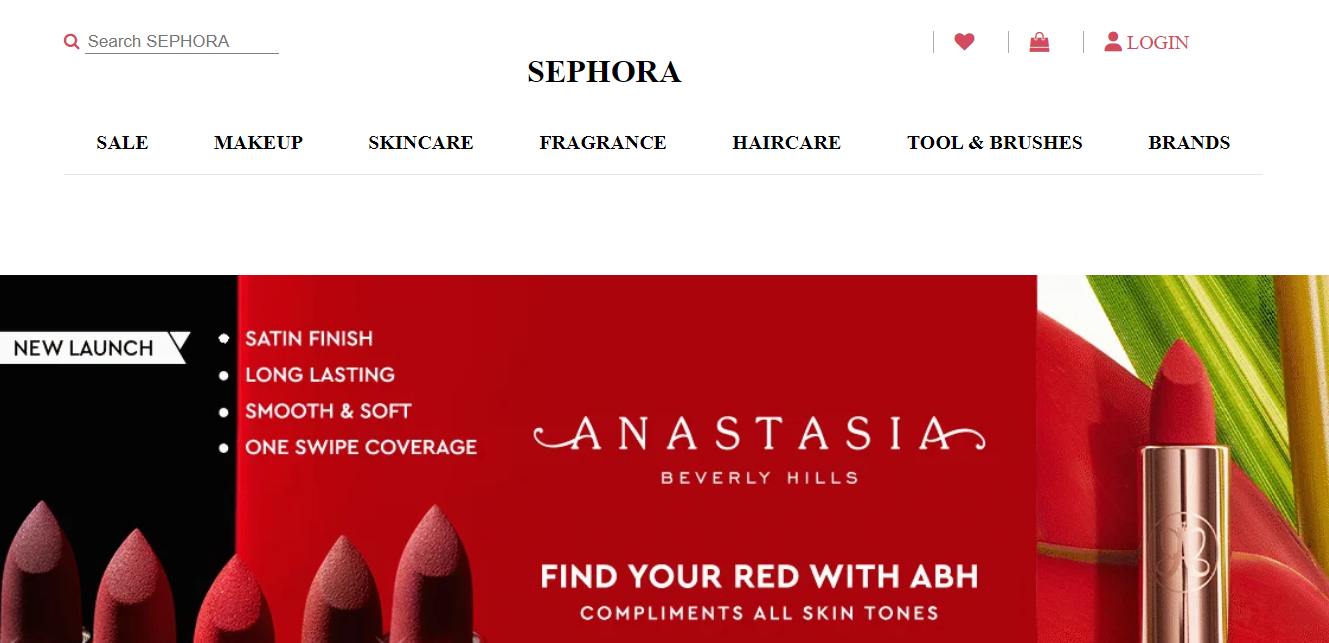 Search SEPHORA
LOGIN
SEPHORA
SALE MAKEUP SKINCARE FRAGRANCE HAIRCARE TOOL & BRUSHES BRANDS
NEW LAUNCH
SATIN FINISH
LONG LASTING
SMOOTH & SOFT
ONE SWIPE COVERAGE
ANASTASIA
BEVERLY HILLS
FIND YOUR RED WITH ABH
COMPLIMENTS ALL SKIN TONES